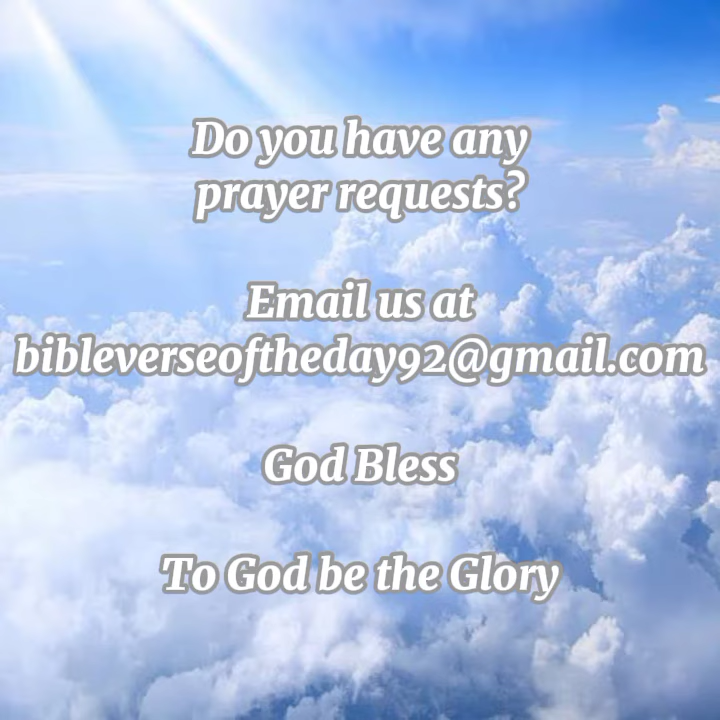 Do you have any
prayer requests?
Email us at
bibleverseoftheday92@gmail.com
God Bless
To God be the Glory